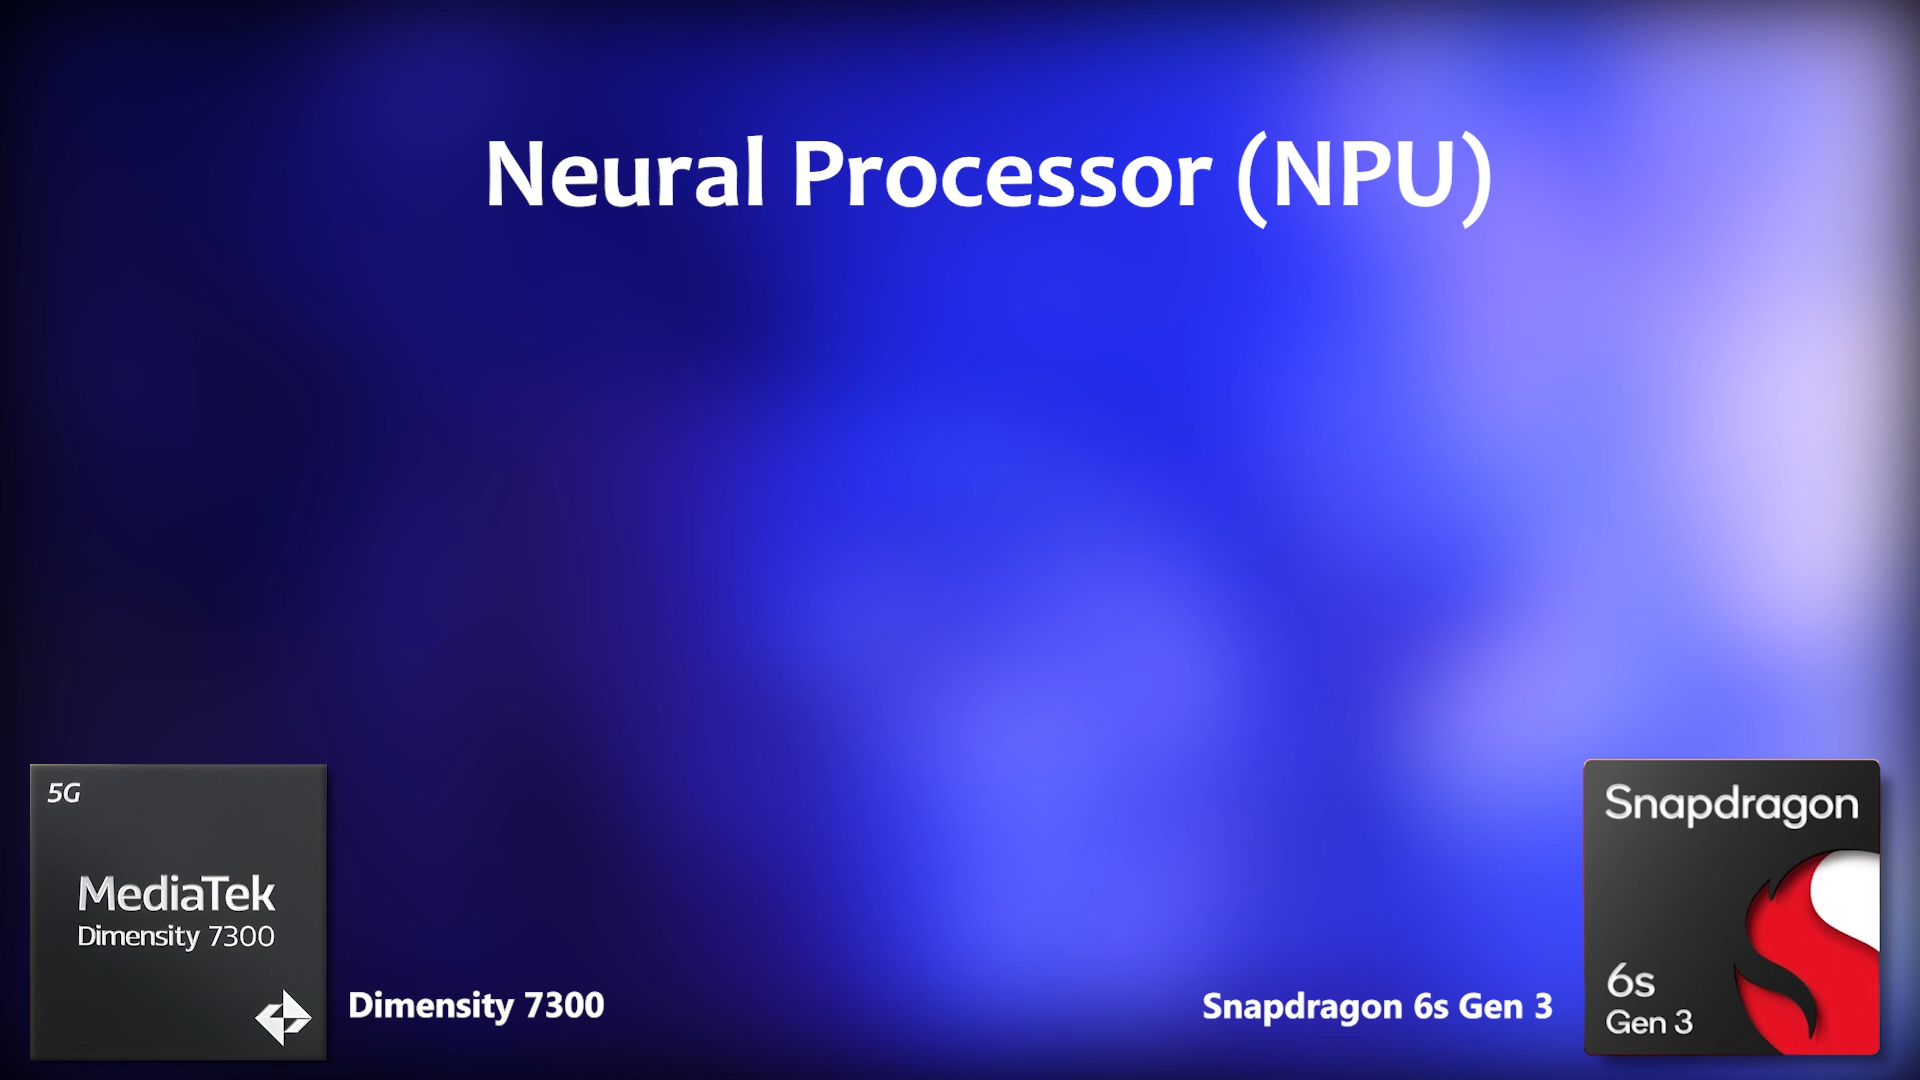 Neural Processor (NPU)
5G
MediaTek
Dimensity 7300
Dimensity 7300
Snapdragon 6s Gen 3
Snapdragon
6s
Gen 3